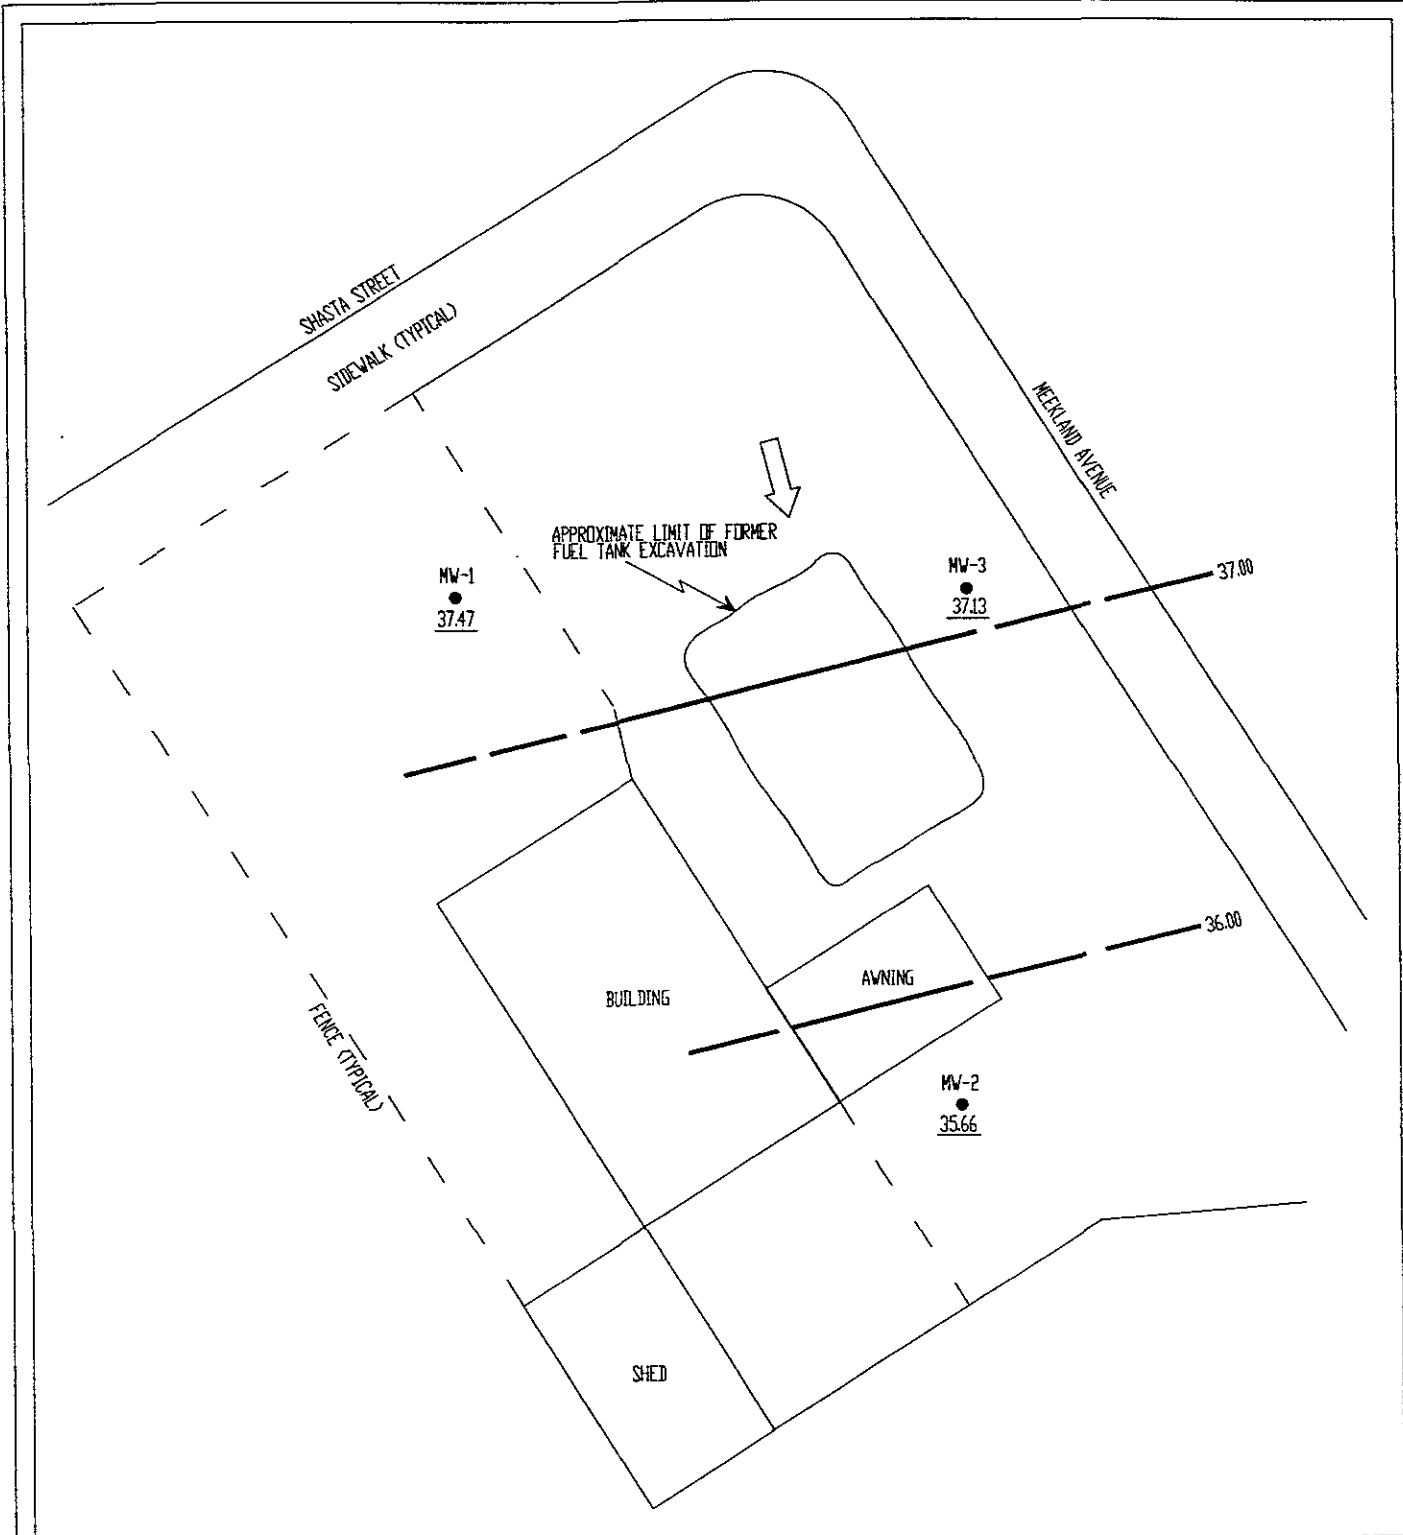 SHASTA STREET
SIDEWALK (TYPICAL)
MEEKLAND AVENUE
APPROXIMATE LIMIT OF FORMER
FUEL TANK EXCAVATION
MW-1
37.47
MW-3
37.13
37.00
36.00
AWNING
BUILDING
FENCE (TYPICAL)
MW-2
35.66
SHED